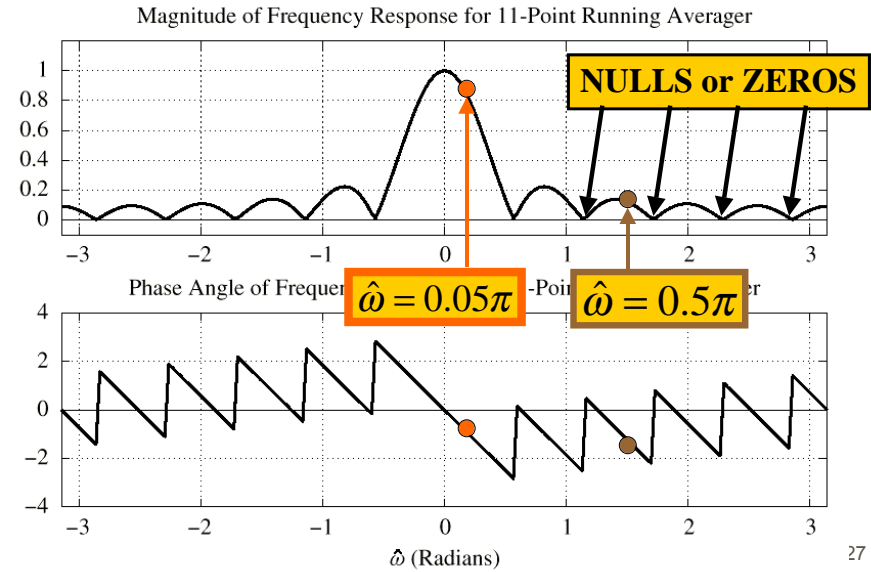 Magnitude of Frequency Response for 11-Point Running Averager
NULLS or ZEROS
1
0.8
0.6
0.4
0.2
0
−3 −2 −1 0 1 2 3
Phase Angle of Frequen -Poin er
ω̂ = 0.05π
ω̂ = 0.5π
4
2
0
−2
−4
−3 −2 −1 0 1 2 3
ω̂ (Radians)
27